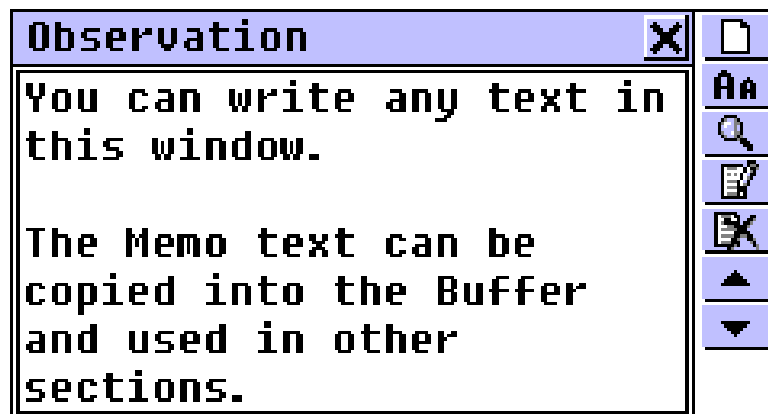 Observation
Aa
You can write any text in
this window.
The Memo text can be
copied into the Buffer
and used in other
sections.